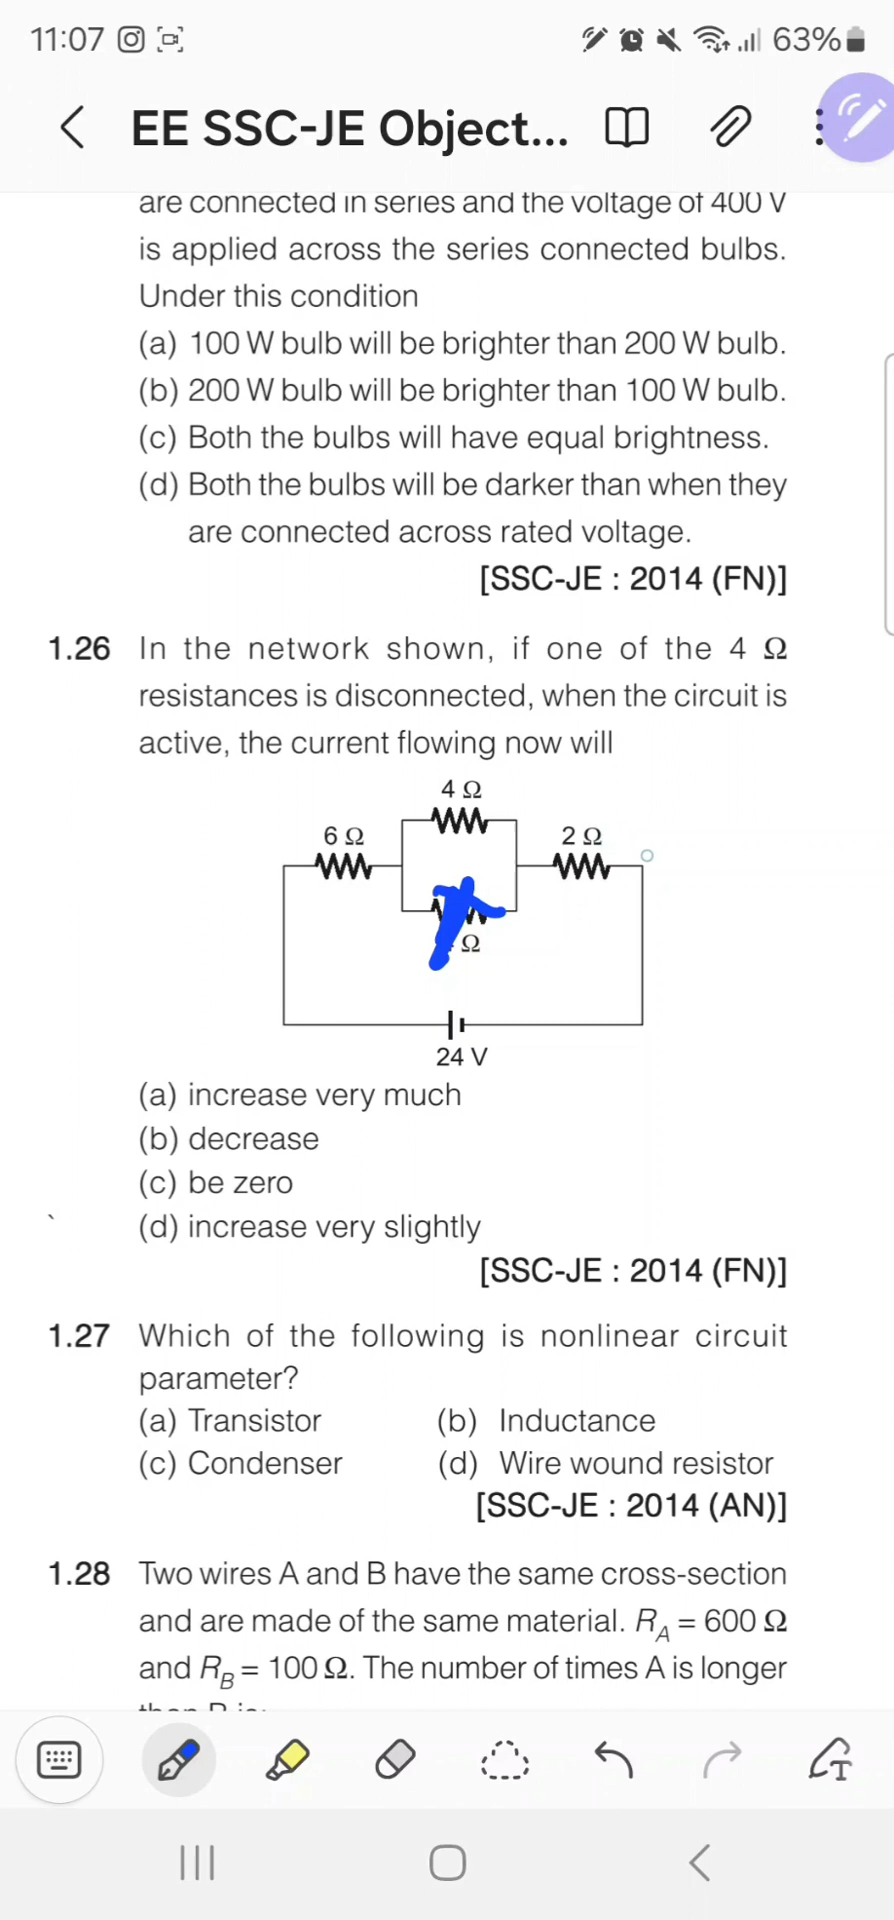 11:07
63%
EE SSC-JE Object...
are connected in series and the voltage of 400 V
is applied across the series connected bulbs.
Under this condition
(a) 100 W bulb will be brighter than 200 W bulb.
(b) 200 W bulb will be brighter than 100 W bulb.
(c) Both the bulbs will have equal brightness.
(d) Both the bulbs will be darker than when they
are connected across rated voltage.
[SSC-JE : 2014 (FN)]
1.26 In the network shown, if one of the 4 Ω
resistances is disconnected, when the circuit is
active, the current flowing now will
4 Ω
6 Ω
2 Ω
Ω
24 V
(a) increase very much
(b) decrease
(c) be zero
(d) increase very slightly
[SSC-JE : 2014 (FN)]
1.27 Which of the following is nonlinear circuit
parameter?
(a) Transistor (b) Inductance
(c) Condenser (d) Wire wound resistor
[SSC-JE : 2014 (AN)]
1.28 Two wires A and B have the same cross-section
and are made of the same material. R_A = 600 Ω
and R_B = 100 Ω. The number of times A is longer